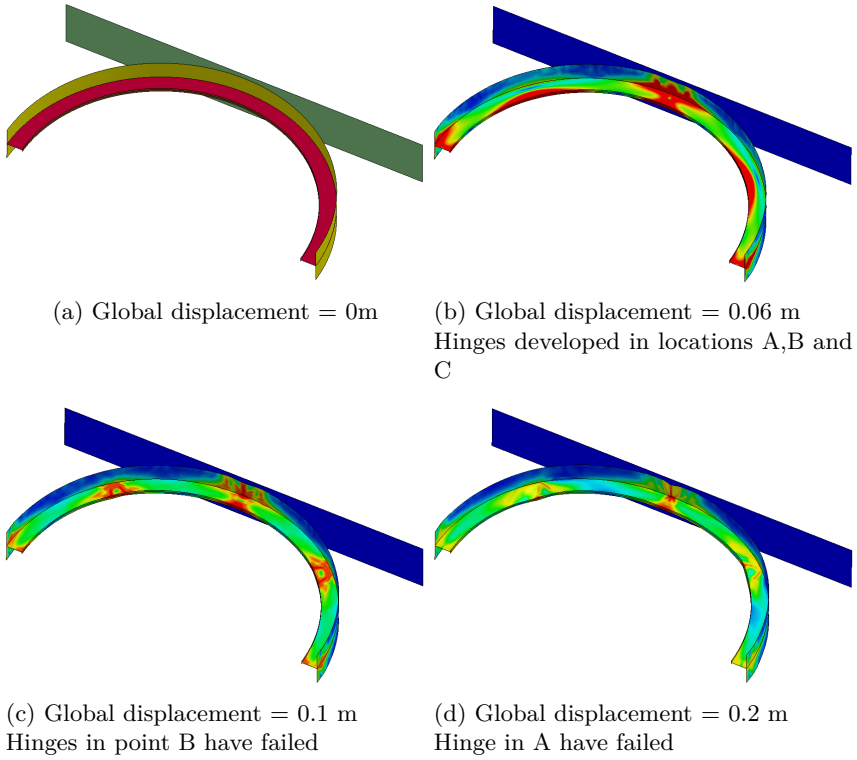 (a) Global displacement = 0m
(b) Global displacement = 0.06 m
Hinges developed in locations A,B and
C
(c) Global displacement = 0.1 m
Hinges in point B have failed
(d) Global displacement = 0.2 m
Hinge in A have failed